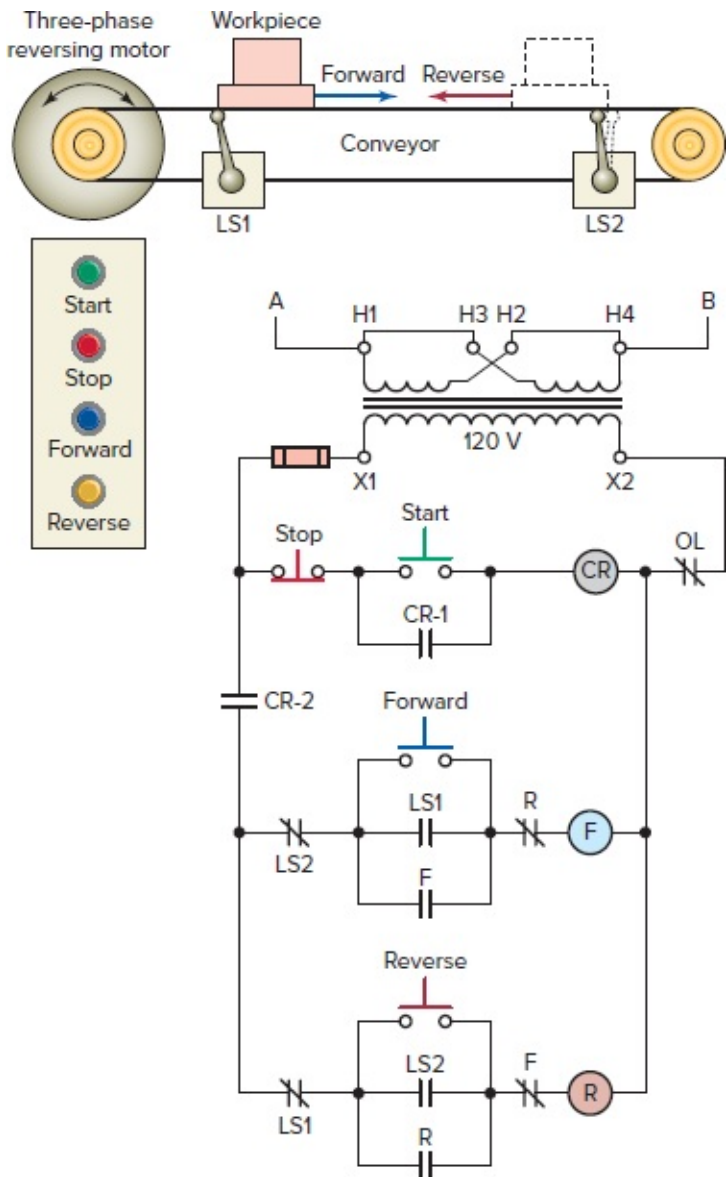 Three-phase
reversing motor
Workpiece
Forward Reverse
Conveyor
LS1 LS2
Start
Stop
Forward
Reverse
A H1 H3 H2 H4 B
120 V
X1 X2
Start
Stop
OL
CR
CR-1
CR-2
Forward
LS1
R
F
LS2
F
Reverse
LS2
F
R
LS1
R